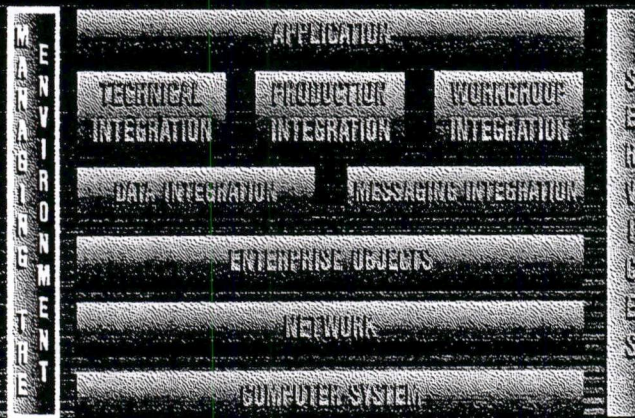 MANAGING THE
ENVIRONMENT
APPLICATION
TECHNICAL
INTEGRATION
PRODUCTION
INTEGRATION
WORKGROUP
INTEGRATION
DATA INTEGRATION
MESSAGING INTEGRATION
ENTERPRISE OBJECTS
NETWORK
COMPUTER SYSTEM
SERVICES